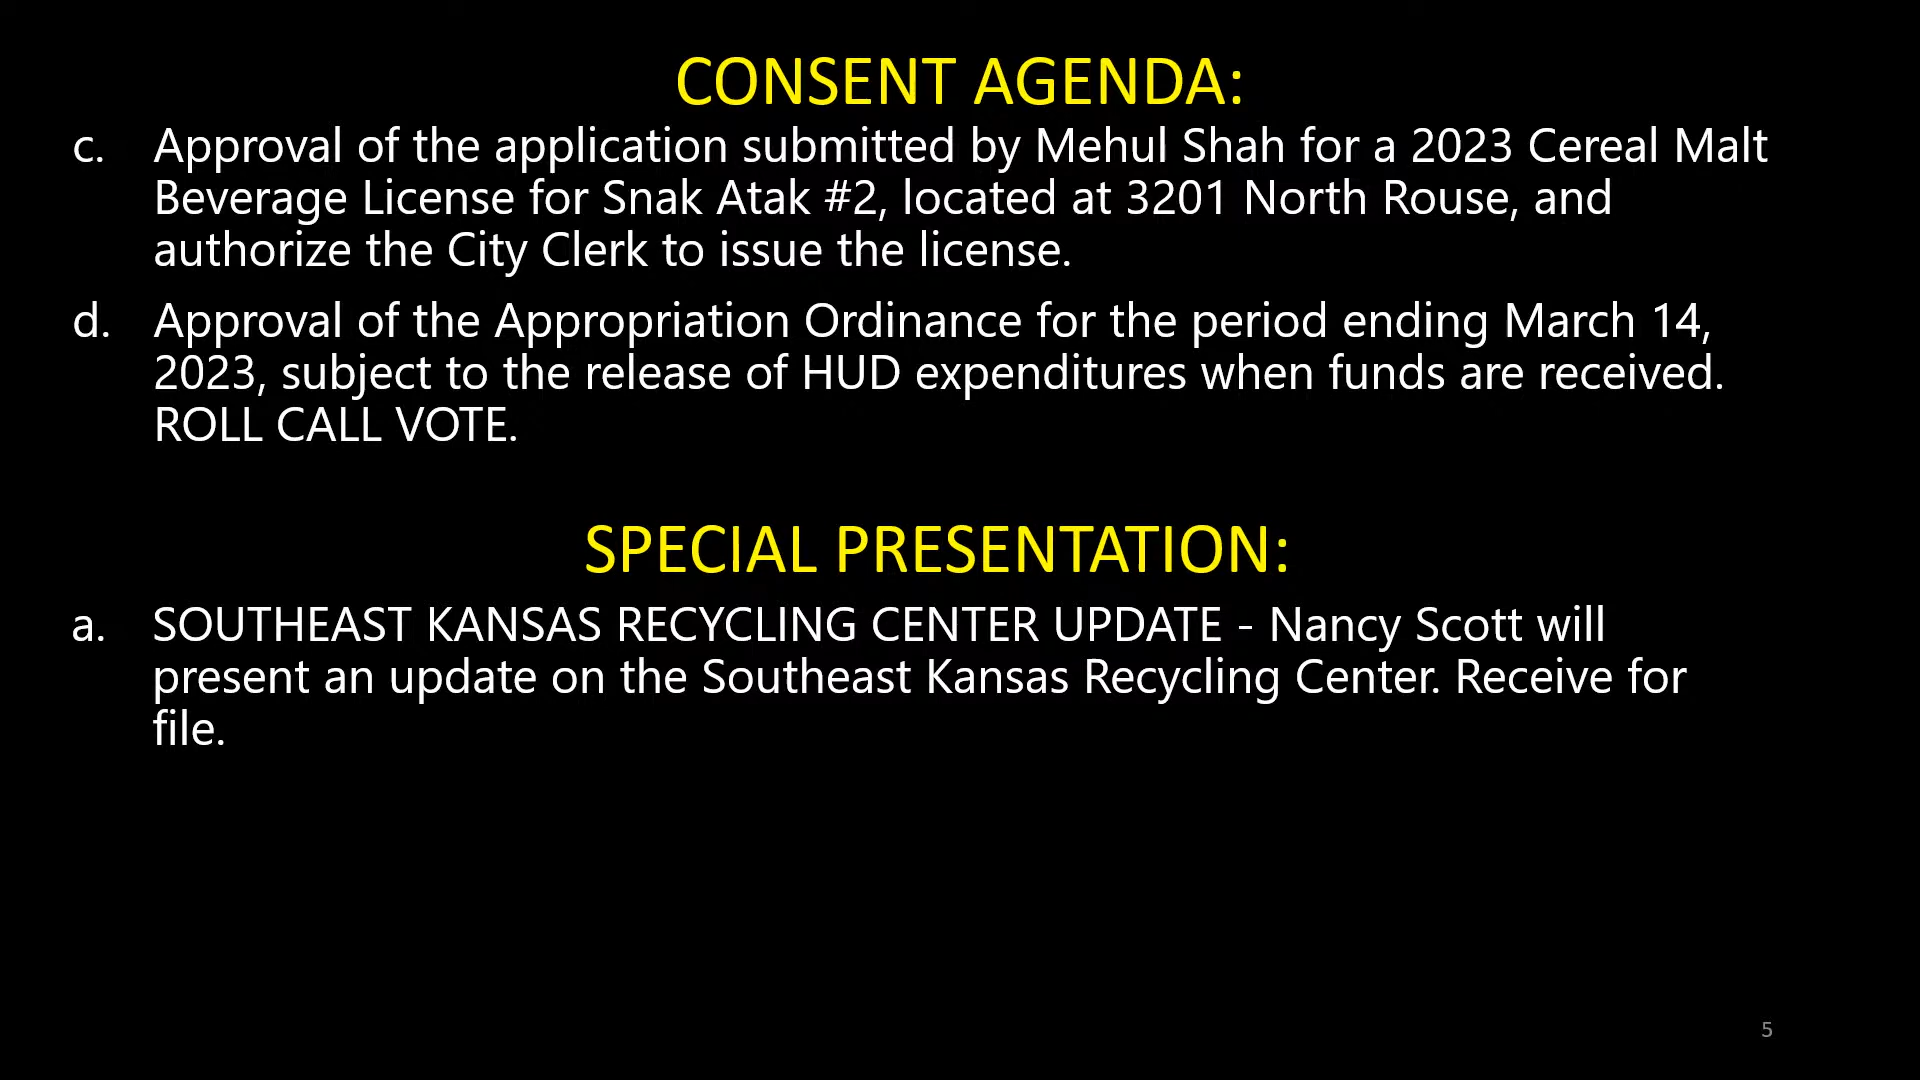 CONSENT AGENDA:
c. Approval of the application submitted by Mehul Shah for a 2023 Cereal Malt
Beverage License for Snak Atak #2, located at 3201 North Rouse, and
authorize the City Clerk to issue the license.
d. Approval of the Appropriation Ordinance for the period ending March 14,
2023, subject to the release of HUD expenditures when funds are received.
ROLL CALL VOTE.
SPECIAL PRESENTATION:
a. SOUTHEAST KANSAS RECYCLING CENTER UPDATE - Nancy Scott will
present an update on the Southeast Kansas Recycling Center. Receive for
file.
5